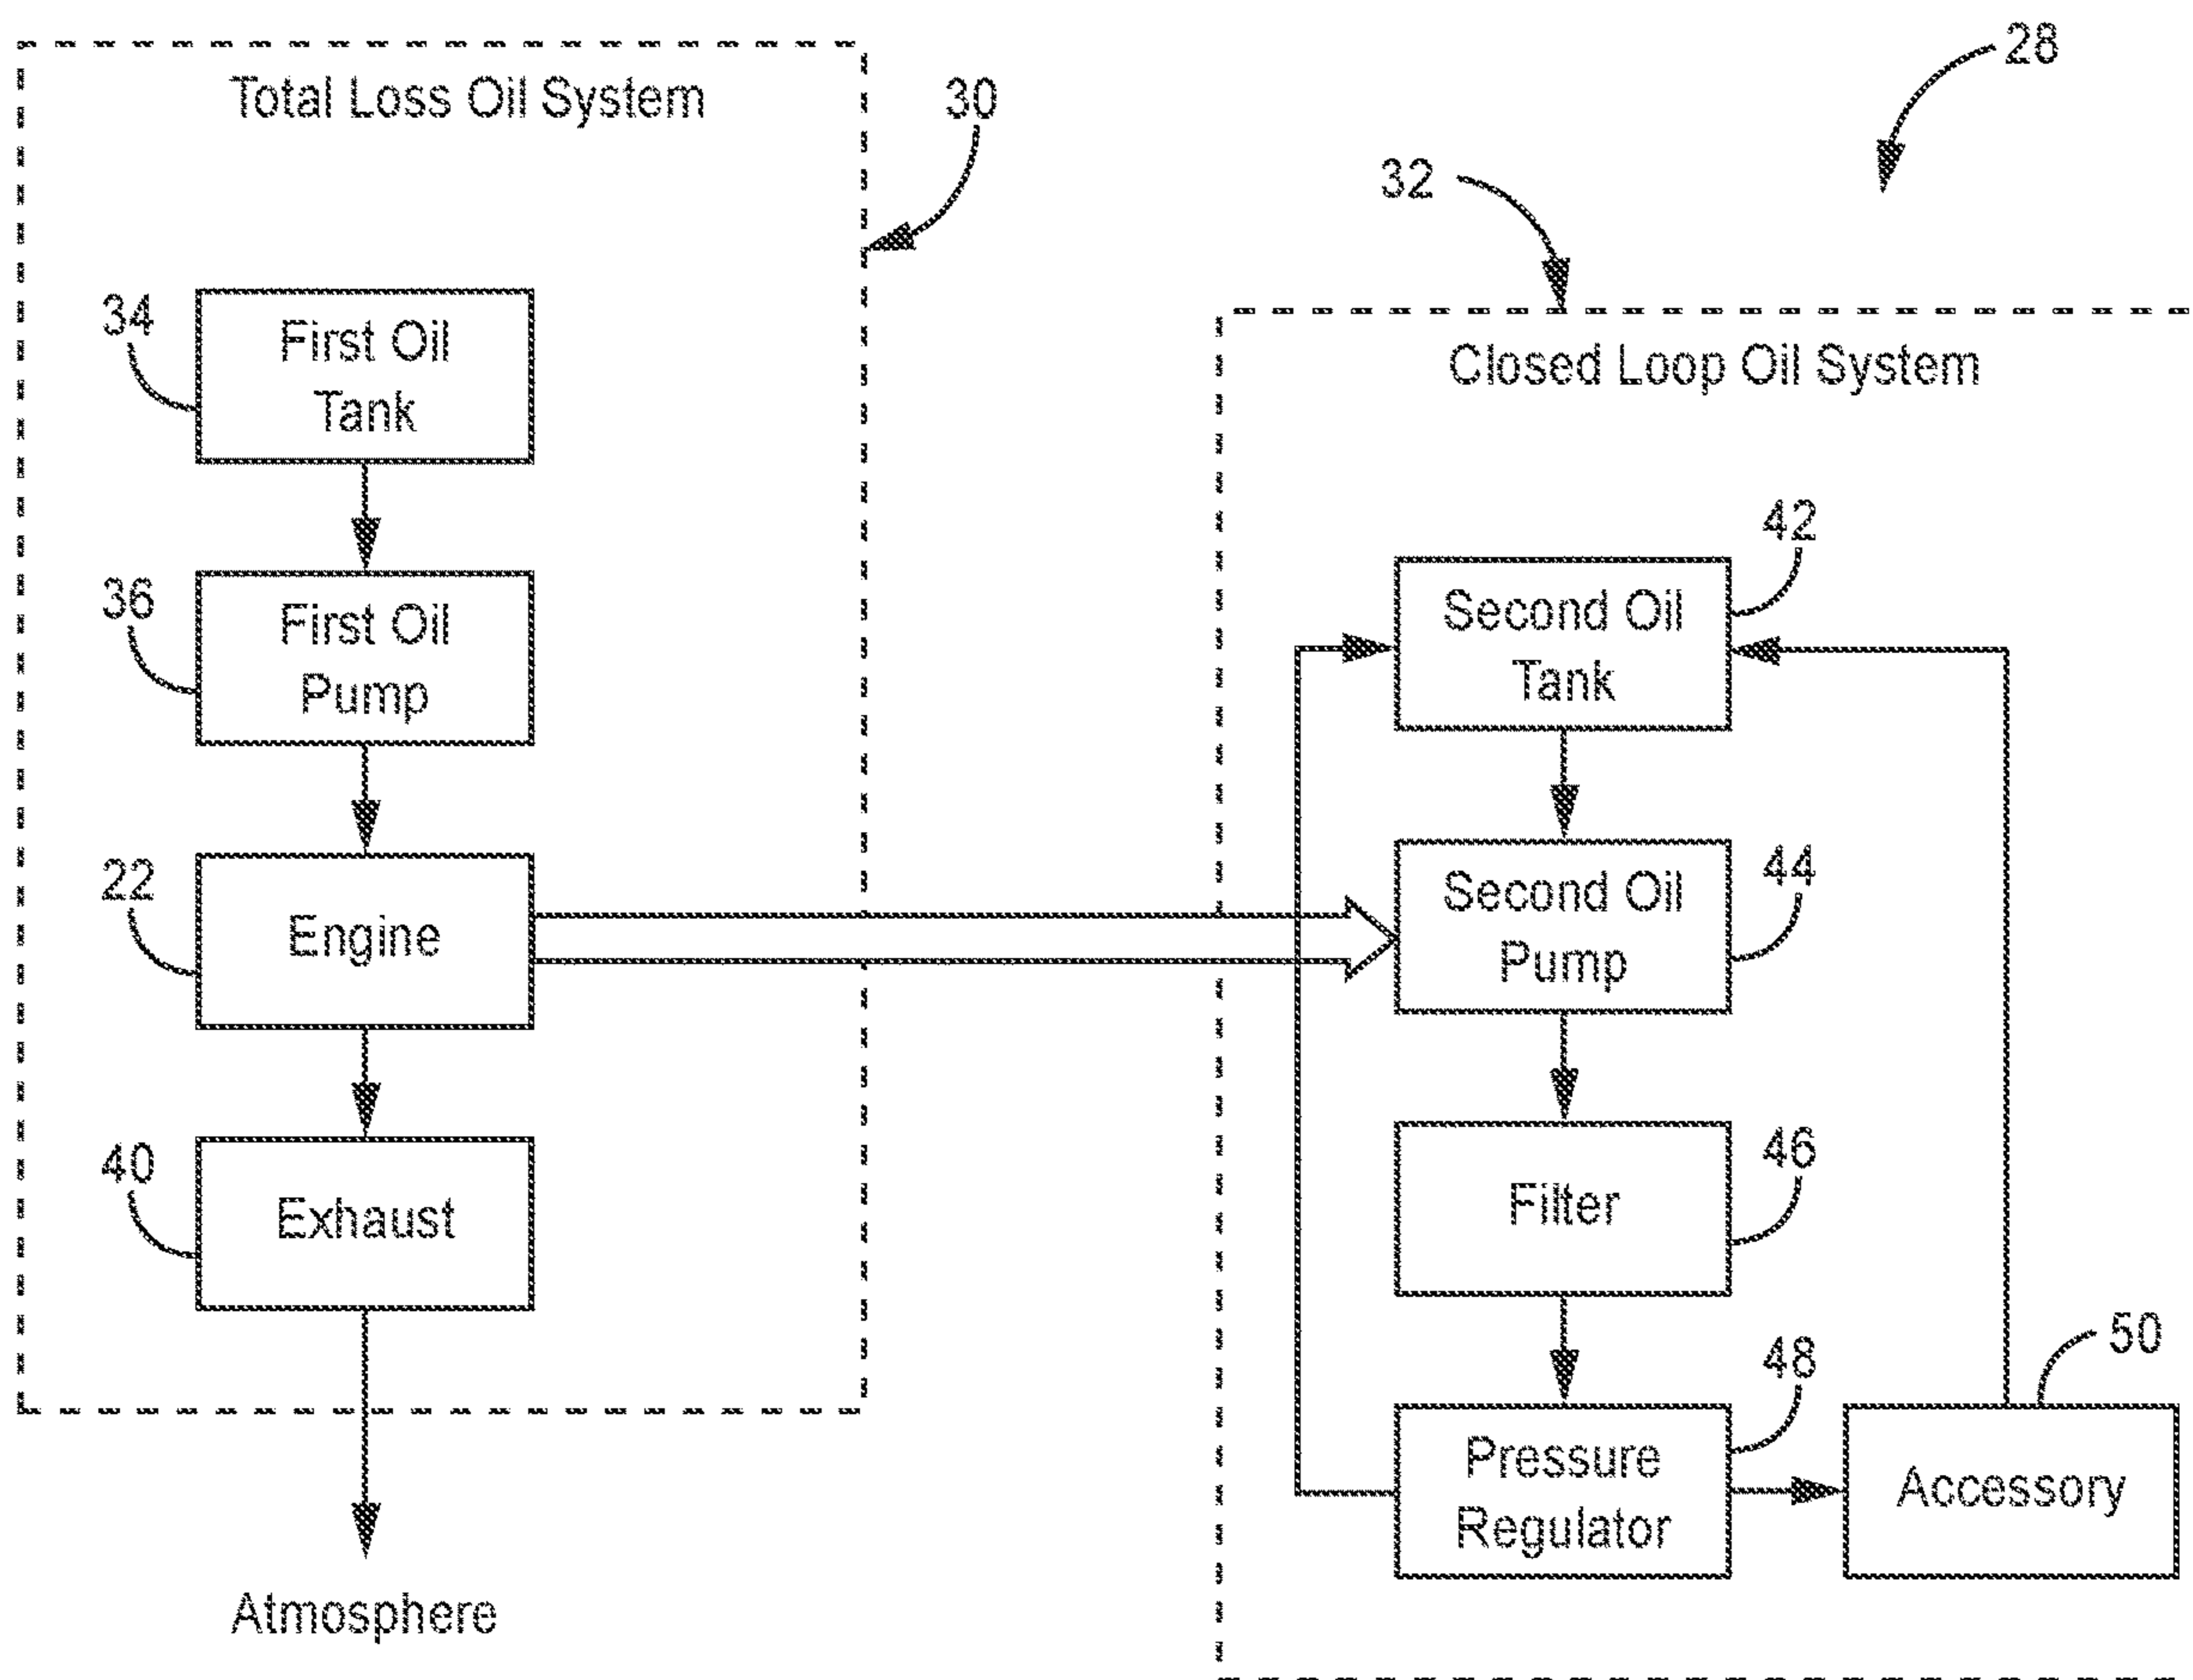 28
Total Loss Oil System
30
32
34
First Oil
Tank
Closed Loop Oil System
42
36
First Oil
Pump
Second Oil
Tank
22
Engine
44
Second Oil
Pump
40
Exhaust
46
Filter
50
48
Pressure
Regulator
Accessory
Atmosphere